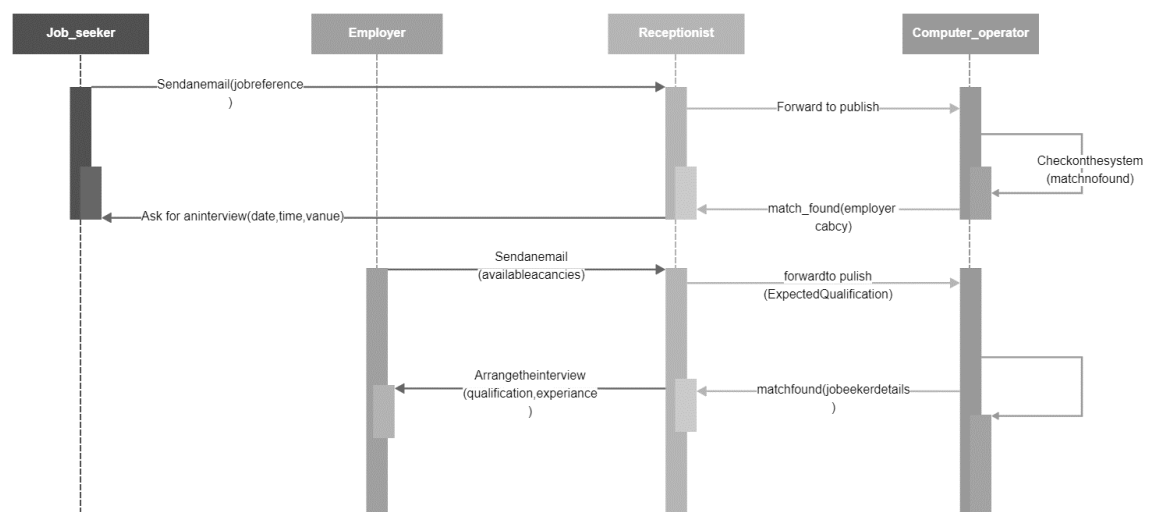 Job_seeker
Employer
Receptionist
Computer_operator
Sendanemail(jobreference
)
Forward to publish
Checkonthesystem
(matchnofound)
match_found(employer
cabcy)
Ask for aninterview(date,time,vanue)
Sendanemail
(availableacancies)
forwardto pulish
(ExpectedQualification)
Arrangetheinterview
(qualification,experiance
)
matchfound(jobeekerdetails
)